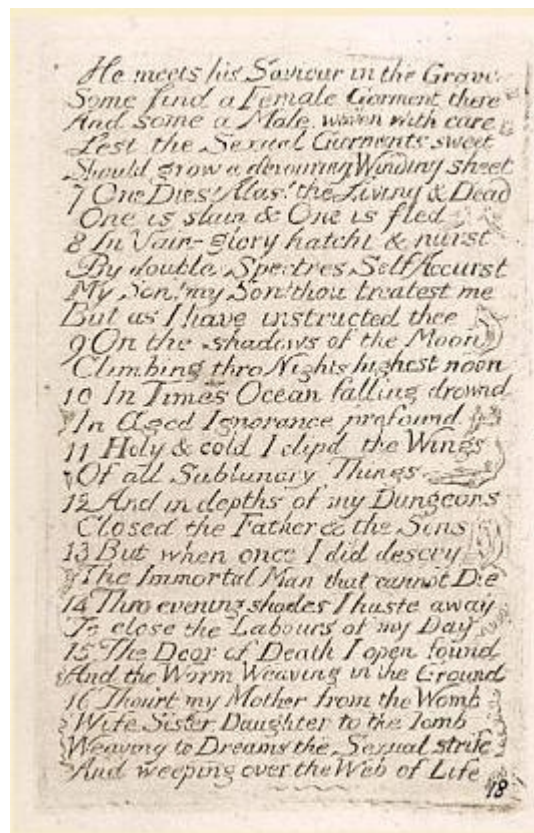 He meets his Saviour in the Grave
Some find a Female Garment there
And some a Male, woven with care
Lest the Sexual Garments sweet
Should grow a devouring Winding sheet
7 One Dies! Alas! the Living & Dead
One is slain & One is fled
8 In Vain-glory hatcht & nurst
By double Spectres Self Accurst
My Son! my Son! thou treatest me
But as I have instructed thee
9 On the shadows of the Moon
Climbing thro Nights highest noon
10 In Times Ocean falling drownd
In Aged Ignorance profound
11 Holy & cold I clipd the Wings
Of all Sublunary Things
12 And in depths of my Dungeons
Closed the Father & the Sons
13 But when once I did descry
The Immortal Man that cannot Die
14 Thro evening shades I haste away
To close the Labours of my Day
15 The Door of Death I open found
And the Worm Weaving in the Ground
16 Thou'rt my Mother from the Womb
Wife Sister Daughter to the Tomb
Weaving to Dreams the Sexual strife
And weeping over the Web of Life
18